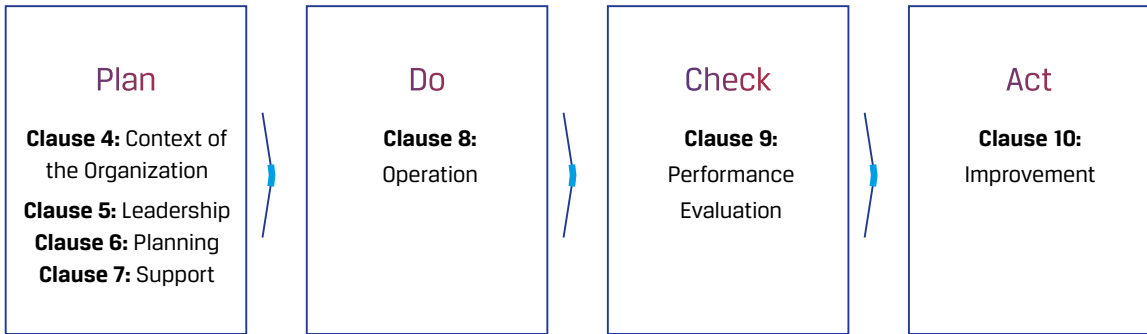 Plan
Clause 4: Context of
the Organization
Clause 5: Leadership
Clause 6: Planning
Clause 7: Support
Do
Clause 8:
Operation
Check
Clause 9:
Performance
Evaluation
Act
Clause 10:
Improvement